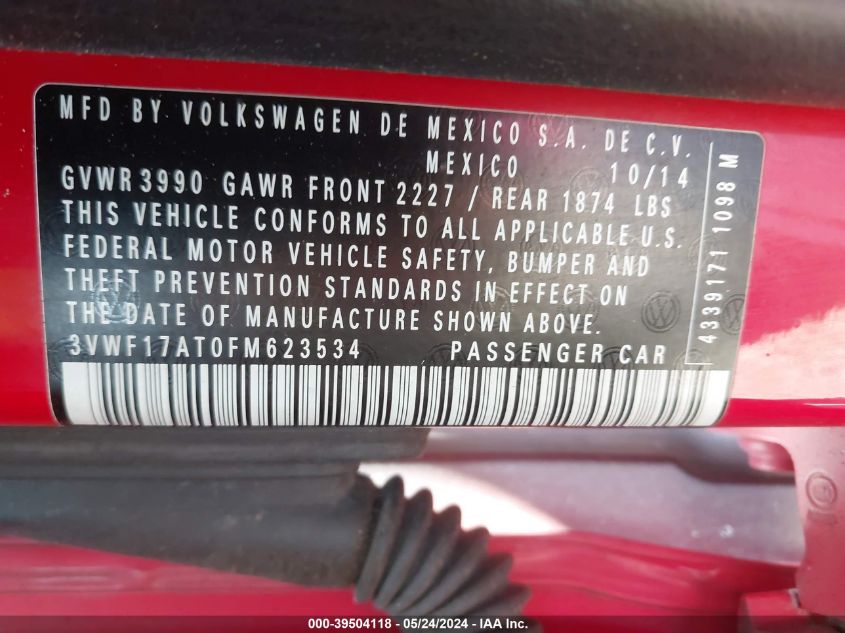 MFD BY VOLKSWAGEN DE MEXICO S.A. DE C.V.
MEXICO 10/14
GVWR 3990 GAWR FRONT 2227 / REAR 1874 LBS
THIS VEHICLE CONFORMS TO ALL APPLICABLE U.S.
FEDERAL MOTOR VEHICLE SAFETY, BUMPER AND
THEFT PREVENTION STANDARDS IN EFFECT ON
THE DATE OF MANUFACTURE SHOWN ABOVE.
3VWF17AT0FM623534 PASSENGER CAR
4339171 1098 M
000-39504118 - 05/24/2024 - IAA Inc.